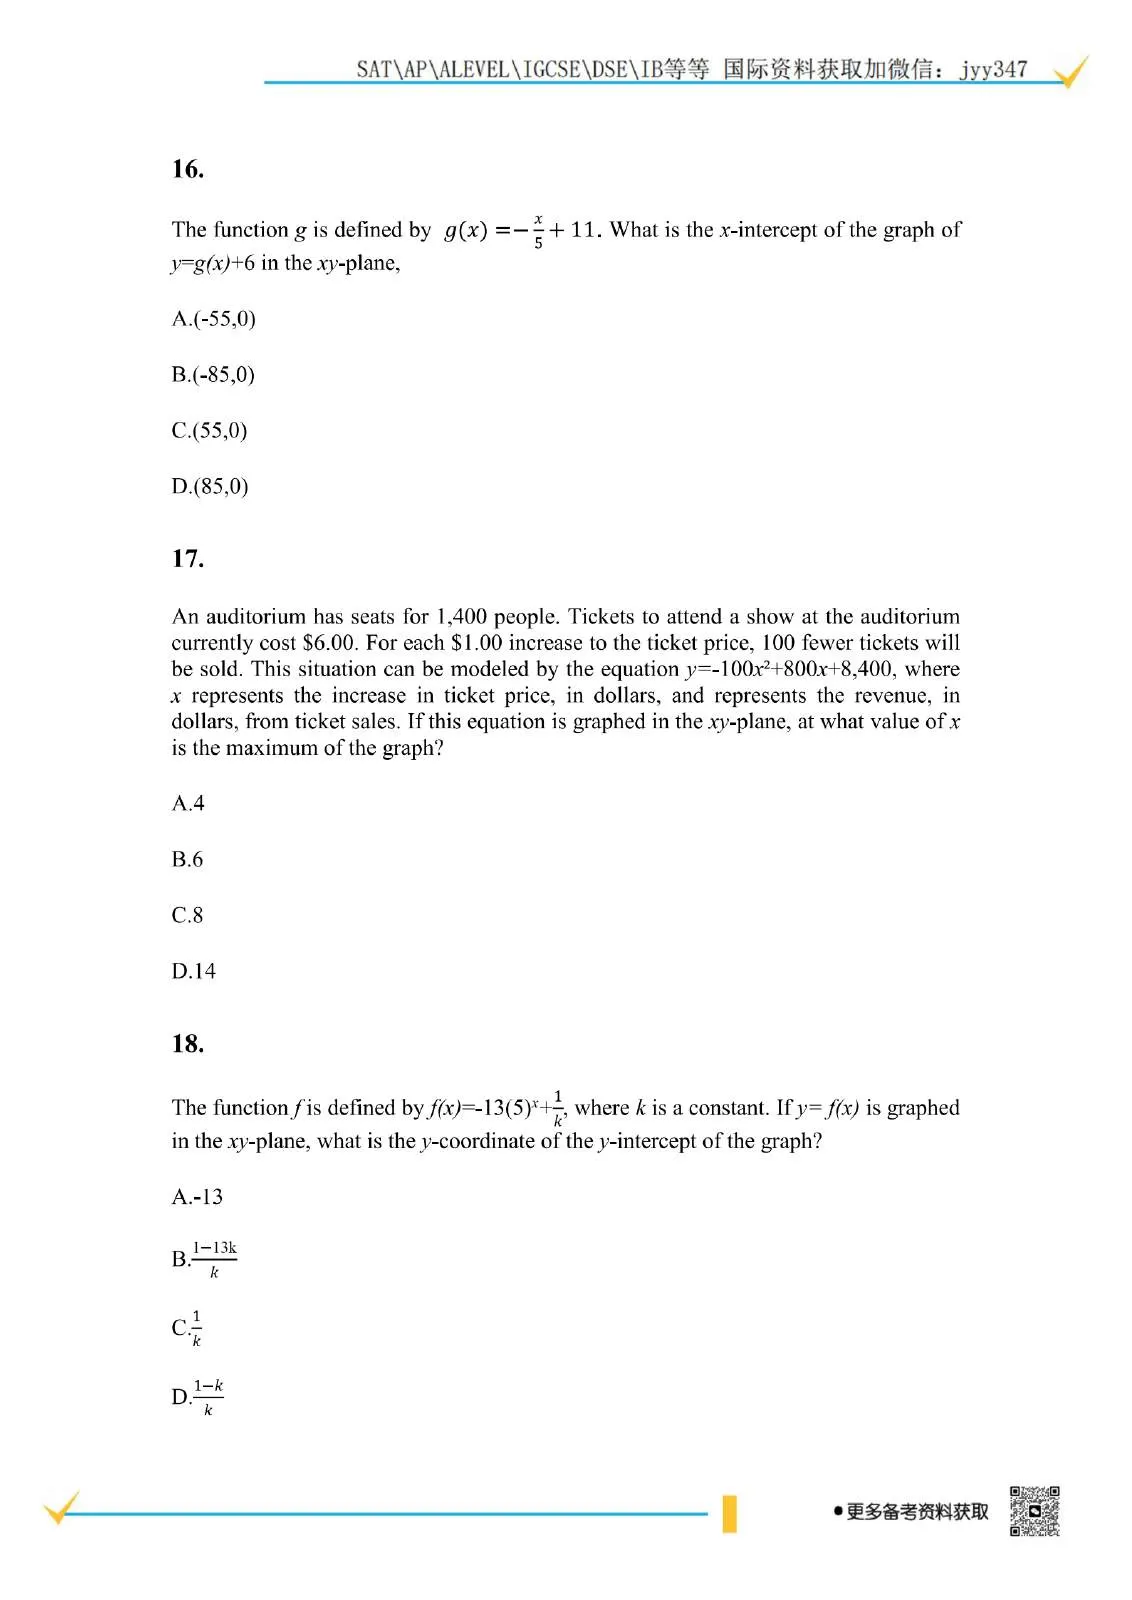 SAT\AP\ALEVEL\IGCSE\DSE\IB等等 国际资料获取加微信：jyy347
16.
The function g is defined by g(x) =-x/5+ 11. What is the x-intercept of the graph of
y=g(x)+6 in the xy-plane,
A.(-55,0)
B.(-85,0)
C.(55,0)
D.(85,0)
17.
An auditorium has seats for 1,400 people. Tickets to attend a show at the auditorium
currently cost $6.00. For each $1.00 increase to the ticket price, 100 fewer tickets will
be sold. This situation can be modeled by the equation y=-100x²+800x+8,400, where
x represents the increase in ticket price, in dollars, and represents the revenue, in
dollars, from ticket sales. If this equation is graphed in the xy-plane, at what value of x
is the maximum of the graph?
A.4
B.6
C.8
D.14
18.
The function f is defined by f(x)=-13(5)ˣ+1/k, where k is a constant. If y= f(x) is graphed
in the xy-plane, what is the y-coordinate of the y-intercept of the graph?
A.-13
B.1−13k/k
C.1/k
D.1−k/k
•更多备考资料获取